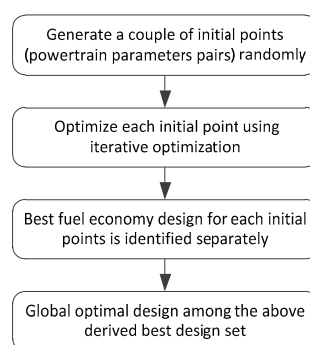 Generate a couple of initial points
(powertrain parameters pairs) randomly
Optimize each initial point using
iterative optimization
Best fuel economy design for each initial
points is identified separately
Global optimal design among the above
derived best design set